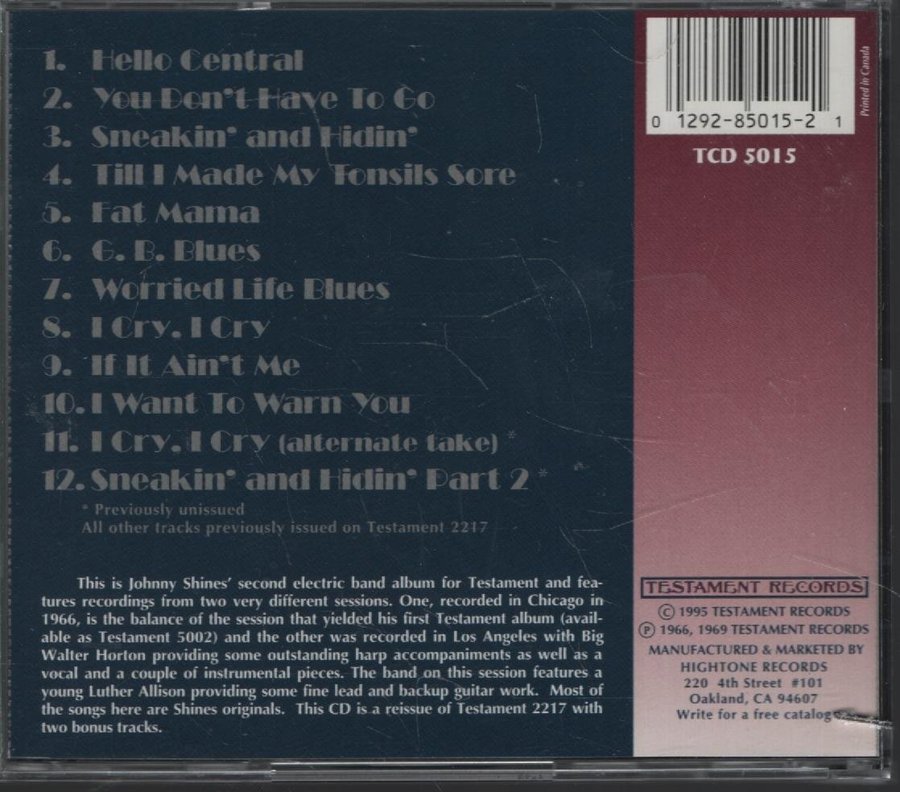 1. Hello Central
2. You Don't Have To Go
3. Sneakin' and Hidin'
4. Till I Made My Tonsils Sore
5. Fat Mama
6. G. B. Blues
7. Worried Life Blues
8. I Cry, I Cry
9. If It Ain't Me
10. I Want To Warn You
11. I Cry, I Cry (alternate take) *
12. Sneakin' and Hidin' Part 2 *
* Previously unissued
All other tracks previously issued on Testament 2217
This is Johnny Shines' second electric band album for Testament and fea-
tures recordings from two very different sessions. One, recorded in Chicago in
1966, is the balance of the session that yielded his first Testament album (avail-
able as Testament 5002) and the other was recorded in Los Angeles with Big
Walter Horton providing some outstanding harp accompaniments as well as a
vocal and a couple of instrumental pieces. The band on this session features a
young Luther Allison providing some fine lead and backup guitar work. Most of
the songs here are Shines originals. This CD is a reissue of Testament 2217 with
two bonus tracks.
0 1292-85015-2 1
Printed in Canada
TCD 5015
TESTAMENT RECORDS
© 1995 TESTAMENT RECORDS
℗ 1966, 1969 TESTAMENT RECORDS
MANUFACTURED & MARKETED BY
HIGHTONE RECORDS
220 4th Street #101
Oakland, CA 94607
Write for a free catalog